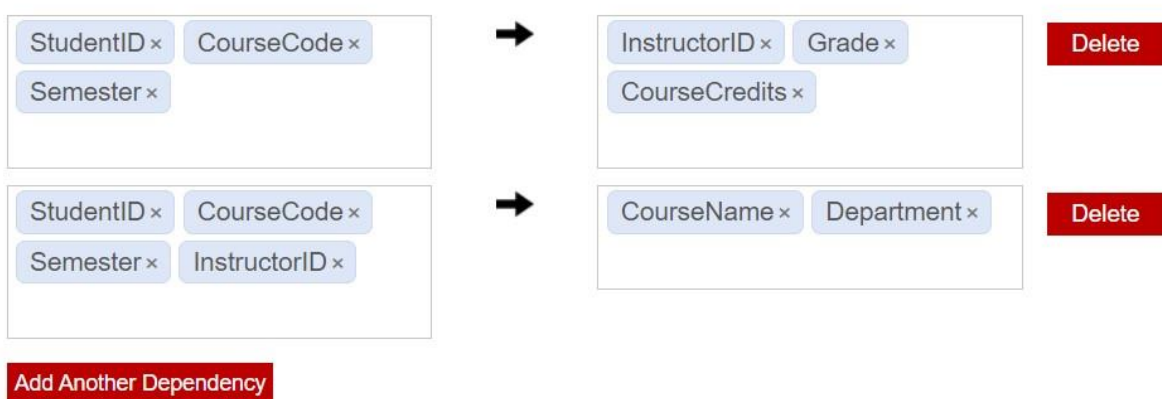 StudentID × CourseCode × InstructorID × Grade × Delete
Semester × CourseCredits ×
StudentID × CourseCode × CourseName × Department × Delete
Semester × InstructorID ×
Add Another Dependency